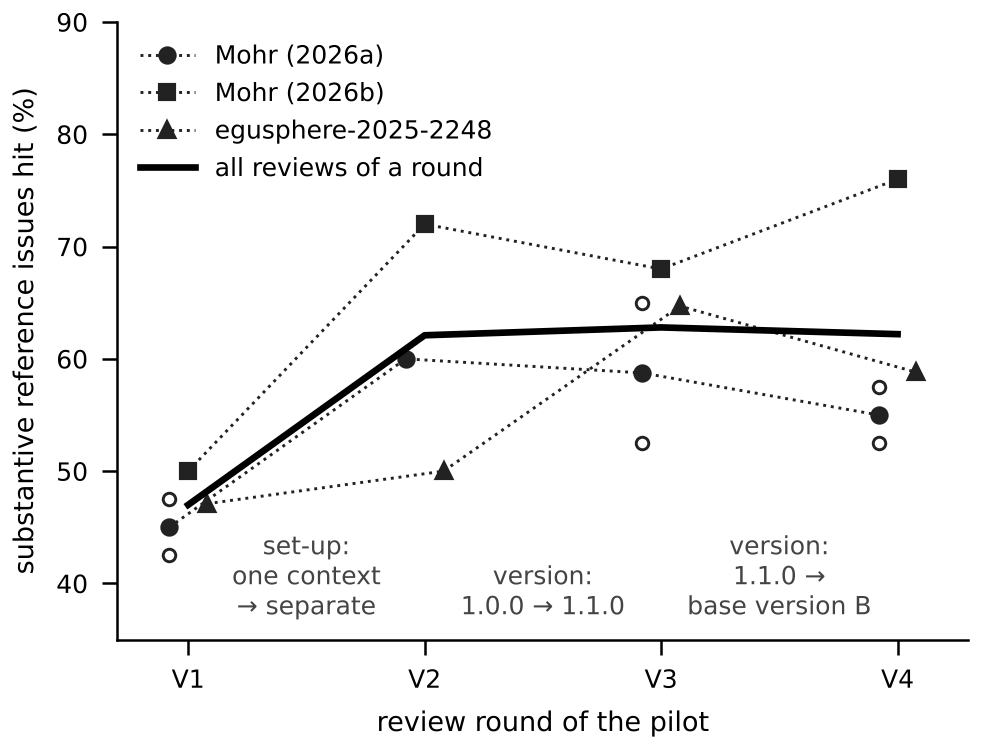 90
80
70
60
50
40
substantive reference issues hit (%)
Mohr (2026a)
Mohr (2026b)
egusphere-2025-2248
all reviews of a round
set-up:
one context
→ separate
version:
1.0.0 → 1.1.0
version:
1.1.0 →
base version B
V1
V2
V3
V4
review round of the pilot